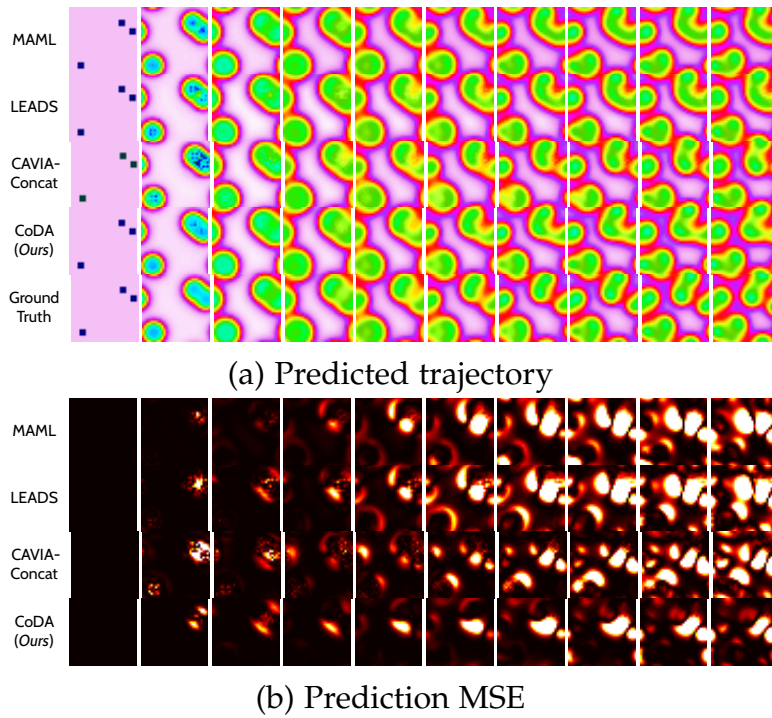 MAML
LEADS
CAVIA-
Concat
CoDA
(Ours)
Ground
Truth
(a) Predicted trajectory
MAML
LEADS
CAVIA-
Concat
CoDA
(Ours)
(b) Prediction MSE